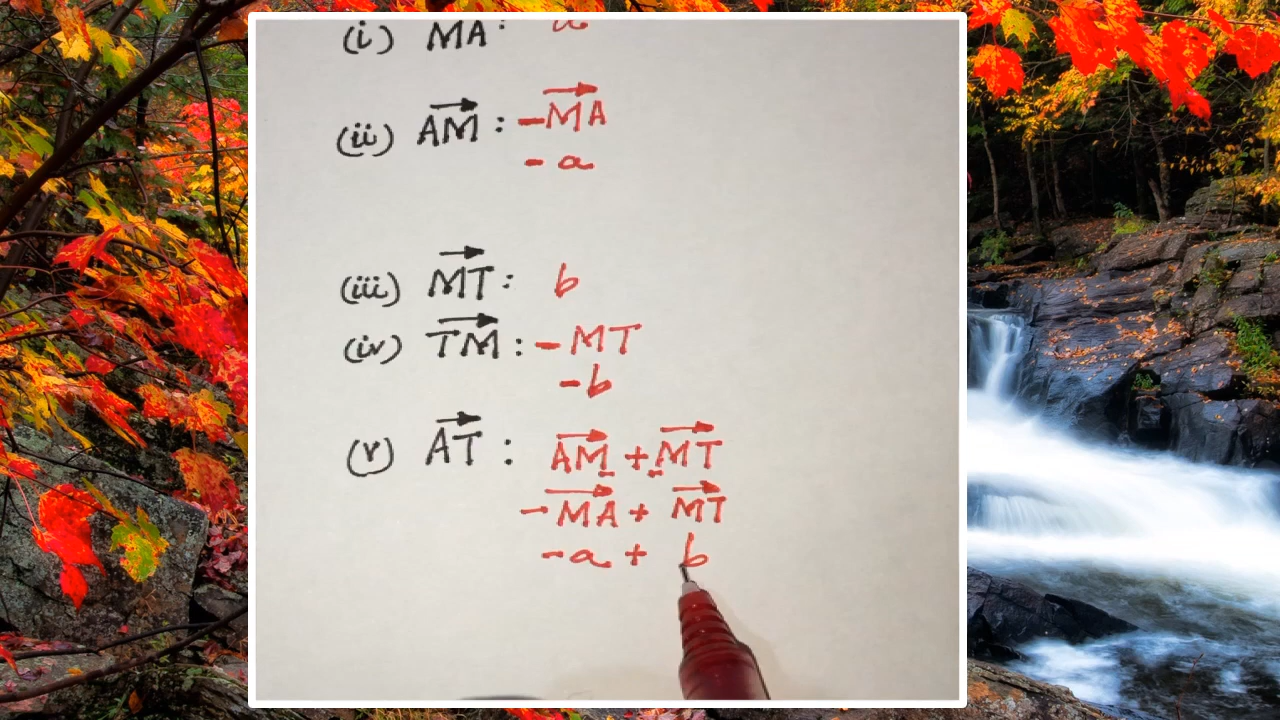 (i) MA: a
(ii) AM: -MA
-a
(iii) MT: b
(iv) TM: -MT
-b
(v) AT: AM + MT
-MA + MT
-a + b